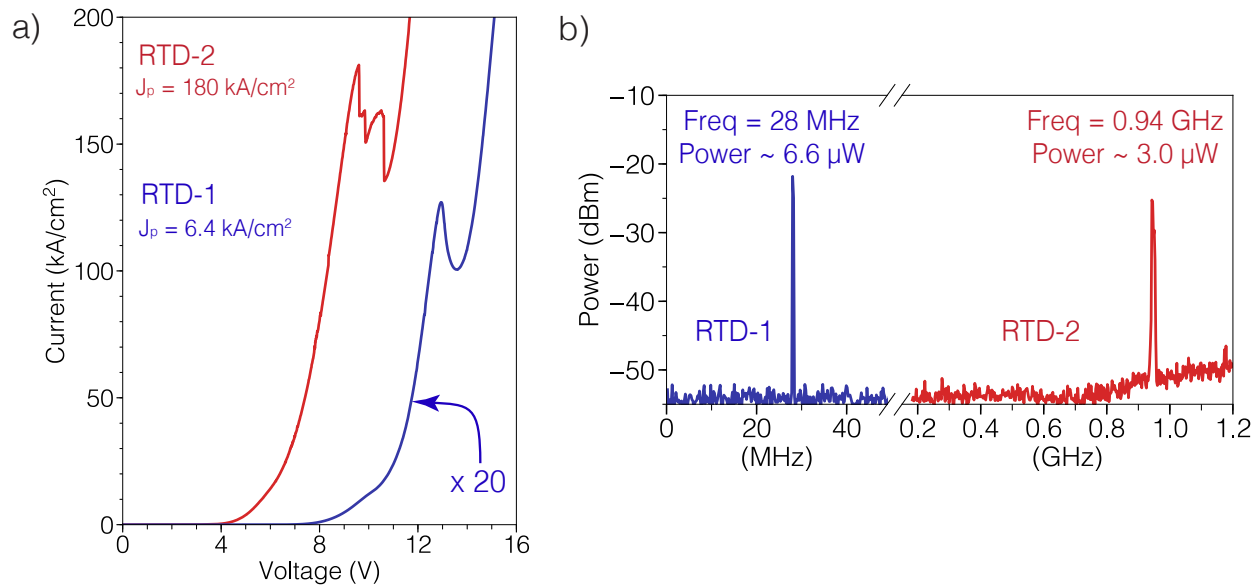 a)
200
150
100
50
0
Current (kA/cm²)
RTD-2
Jₚ = 180 kA/cm²
RTD-1
Jₚ = 6.4 kA/cm²
x 20
0 4 8 12 16
Voltage (V)
b)
−10
−20
−30
−40
−50
Power (dBm)
Freq = 28 MHz
Power ~ 6.6 µW
Freq = 0.94 GHz
Power ~ 3.0 µW
RTD-1
RTD-2
0 20 40 0.2 0.4 0.6 0.8 1.0 1.2
(MHz) (GHz)